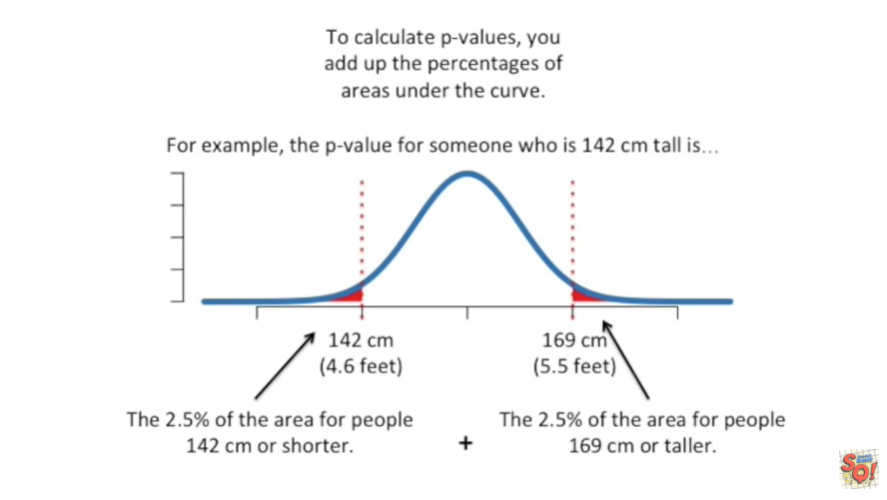 To calculate p-values, you
add up the percentages of
areas under the curve.
For example, the p-value for someone who is 142 cm tall is...
142 cm
(4.6 feet)
169 cm
(5.5 feet)
The 2.5% of the area for people
142 cm or shorter.
+
The 2.5% of the area for people
169 cm or taller.
SQ!